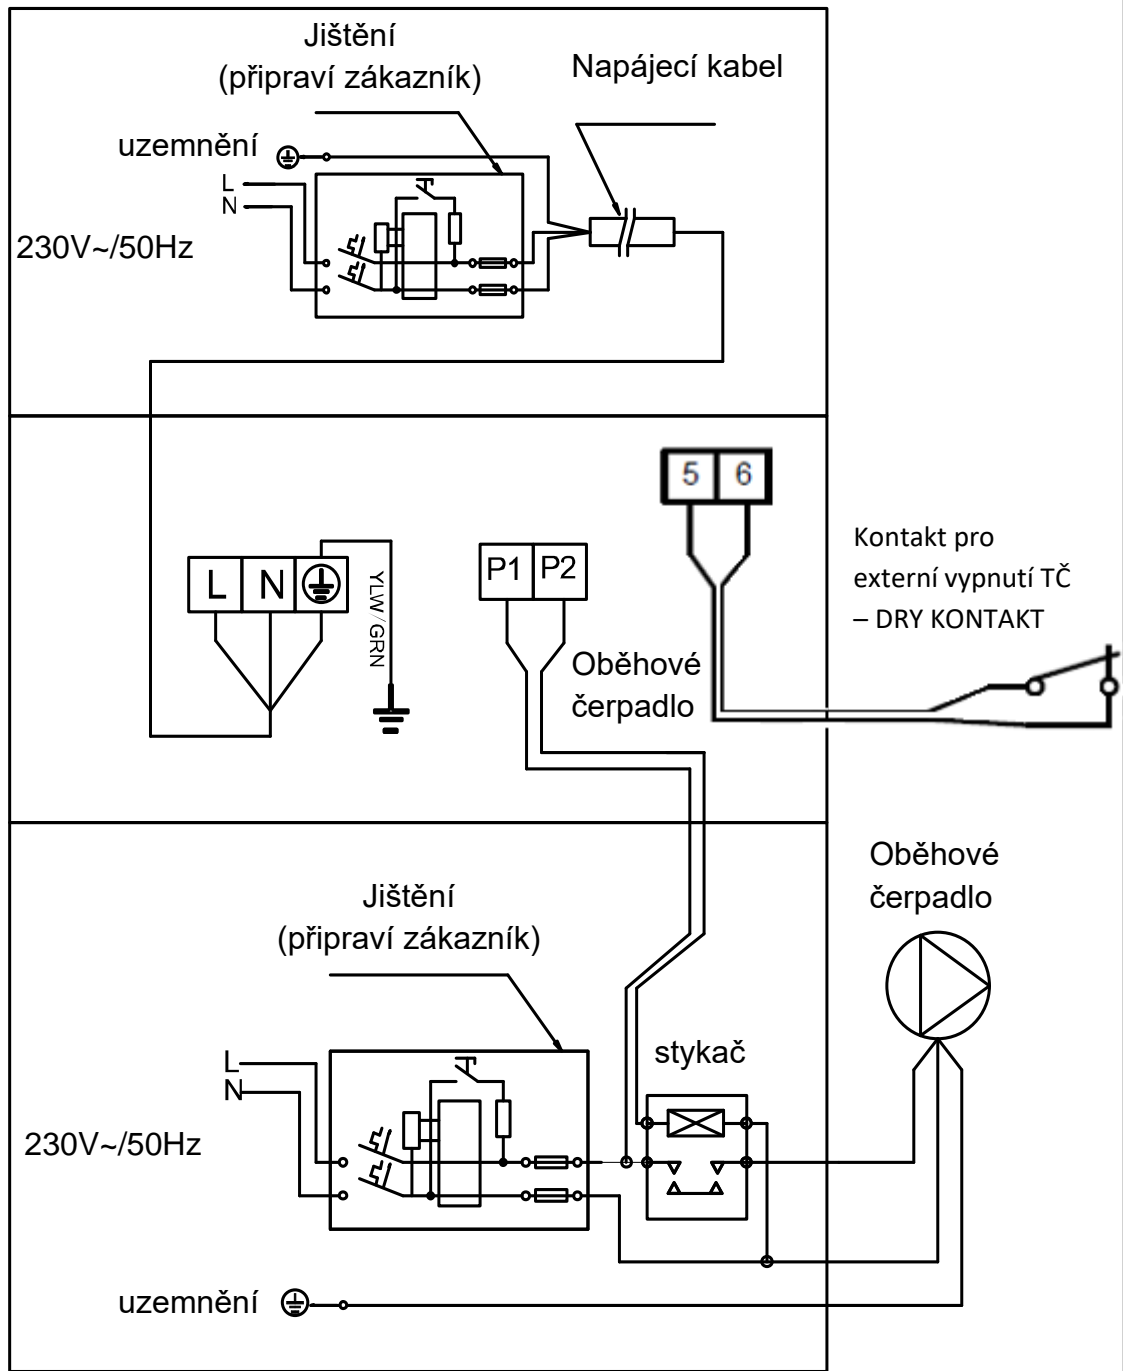 Jištění
(připraví zákazník)
Napájecí kabel
uzemnění
L
N
230V~/50Hz
5 6
L N
YLW/GRN
P1 P2
Oběhové
čerpadlo
Kontakt pro
externí vypnutí TČ
– DRY KONTAKT
Oběhové
čerpadlo
Jištění
(připraví zákazník)
stykač
L
N
230V~/50Hz
uzemnění